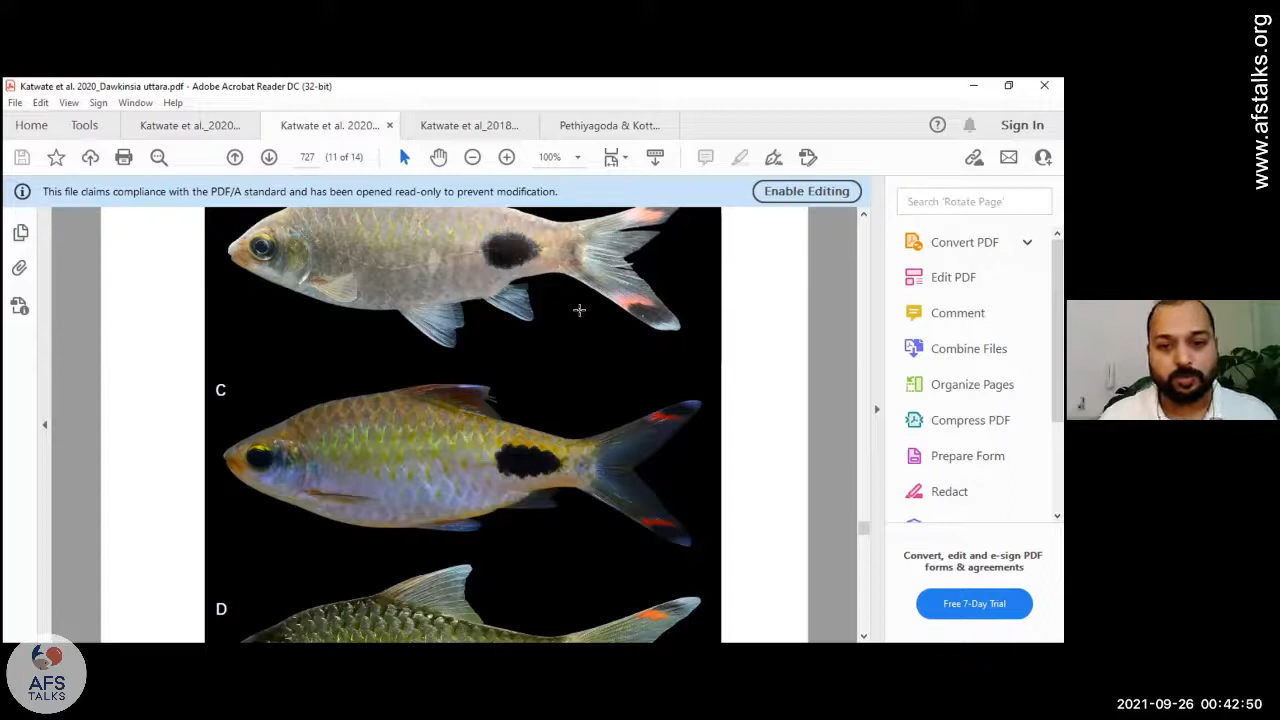 www.afstalks.org
Katwate et al. 2020_Dawkinsia uttara.pdf - Adobe Acrobat Reader DC (32-bit)
File Edit View Sign Window Help
Home Tools Katwate et al._2020... Katwate et al. 2020... × Katwate et al_2018... Pethiyagoda & Kott... Sign In
727 (11 of 14) 100%
This file claims compliance with the PDF/A standard and has been opened read-only to prevent modification. Enable Editing
C
D
Search 'Rotate Page'
Convert PDF
Edit PDF
Comment
Combine Files
Organize Pages
Compress PDF
Prepare Form
Redact
Convert, edit and e-sign PDF
forms & agreements
Free 7-Day Trial
AFS
TALKS
2021-09-26 00:42:50